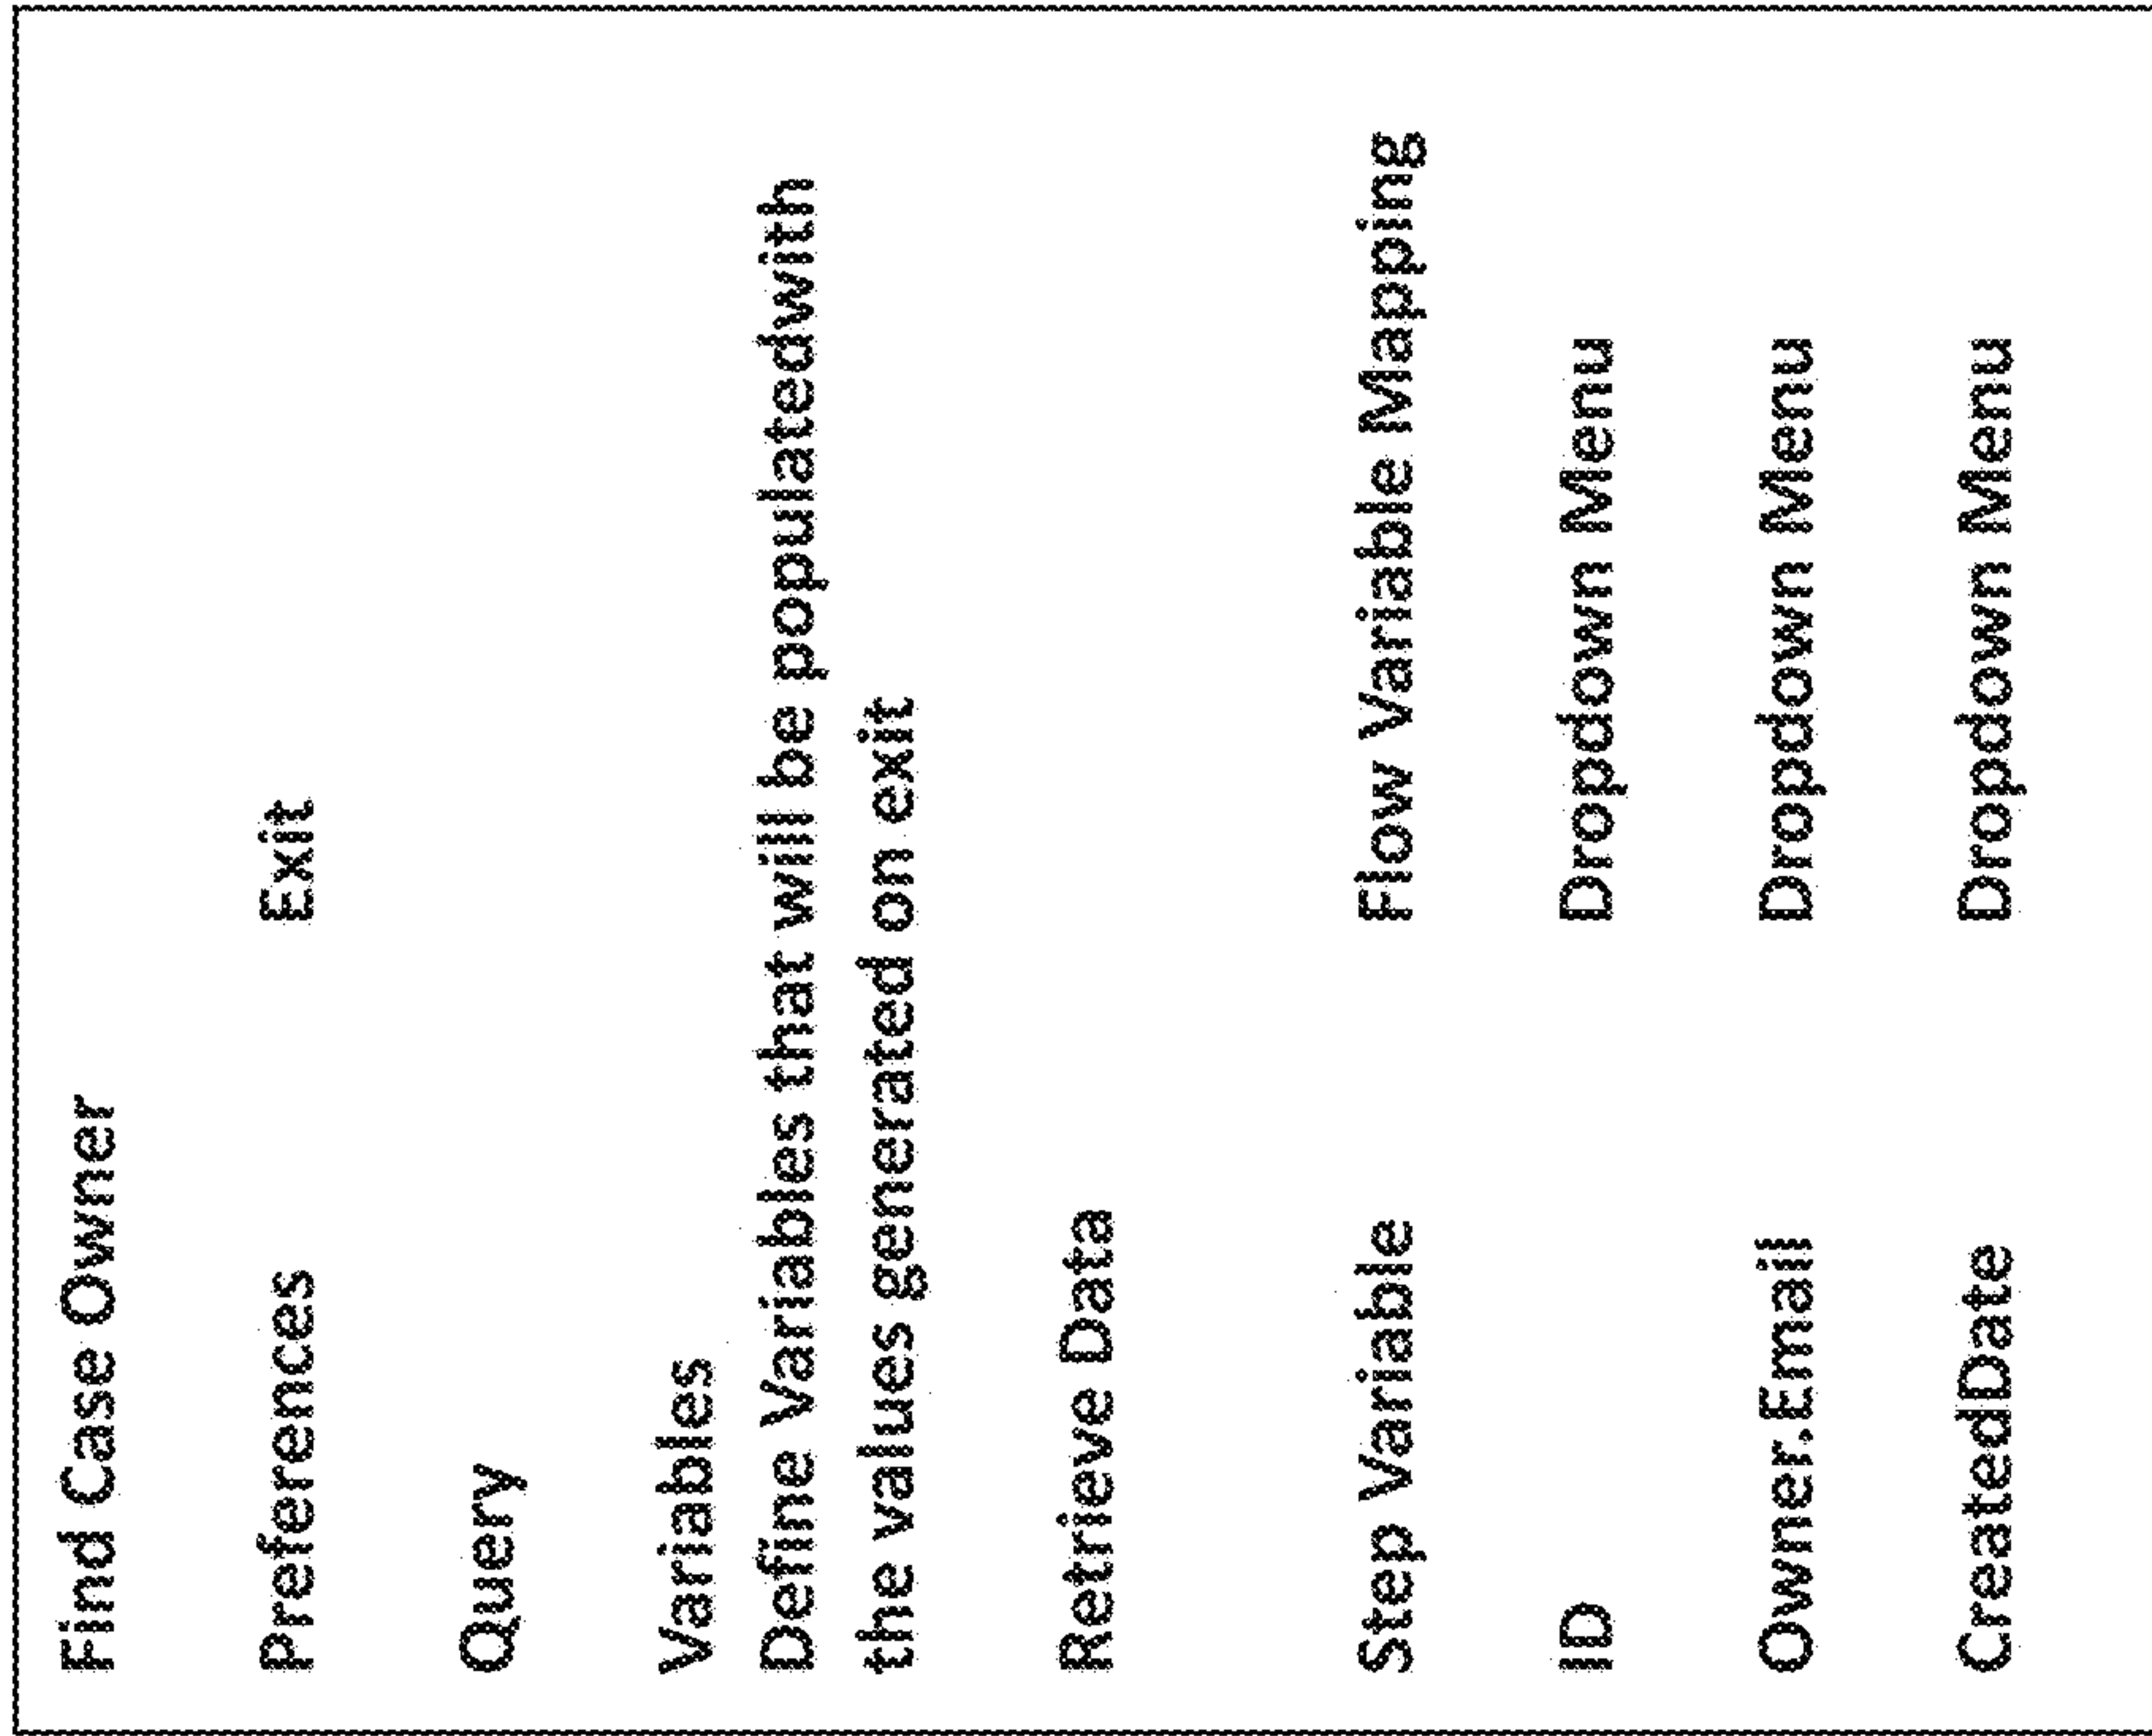 Find Case Owner
Preferences Exit
Query
Variables
Define Variables that will be populatedwith
the values generated on exit
Retrieve Data
Step Variable Flow Variable Mapping
ID Dropdown Menu
Owner.Email Dropdown Menu
CreatedDate Dropdown Menu